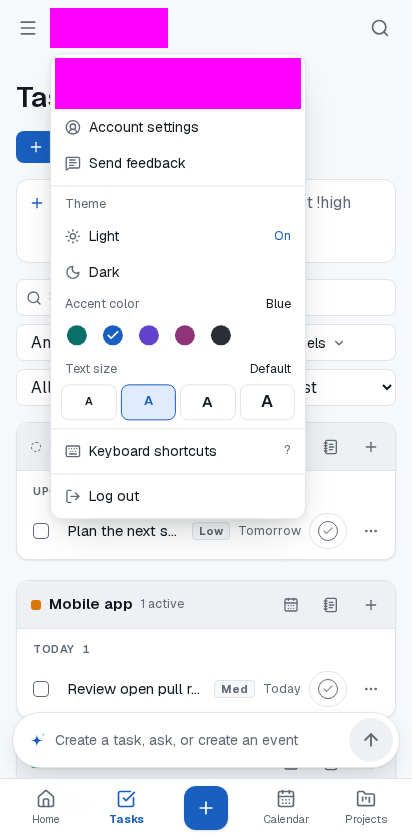 Tas
Account settings
Send feedback
Theme
t !high
Light On
Dark
Accent color Blue
els
Text size Default
All
st
A A A A
Keyboard shortcuts ?
Log out
Plan the next s... Low Tomorrow
Mobile app 1 active
TODAY 1
Review open pull r... Med Today
Create a task, ask, or create an event
Home Tasks Calendar Projects